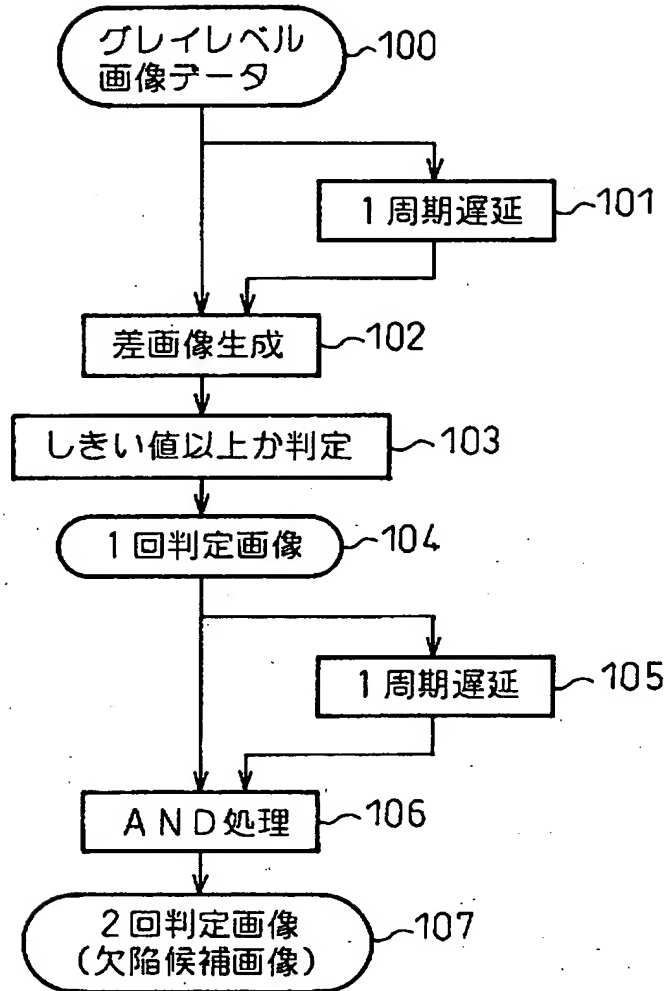 グレイレベル
画像データ
100
1周期遅延
101
差画像生成
102
しきい値以上か判定
103
1回判定画像
104
1周期遅延
105
AND処理
106
2回判定画像
(欠陥候補画像)
107